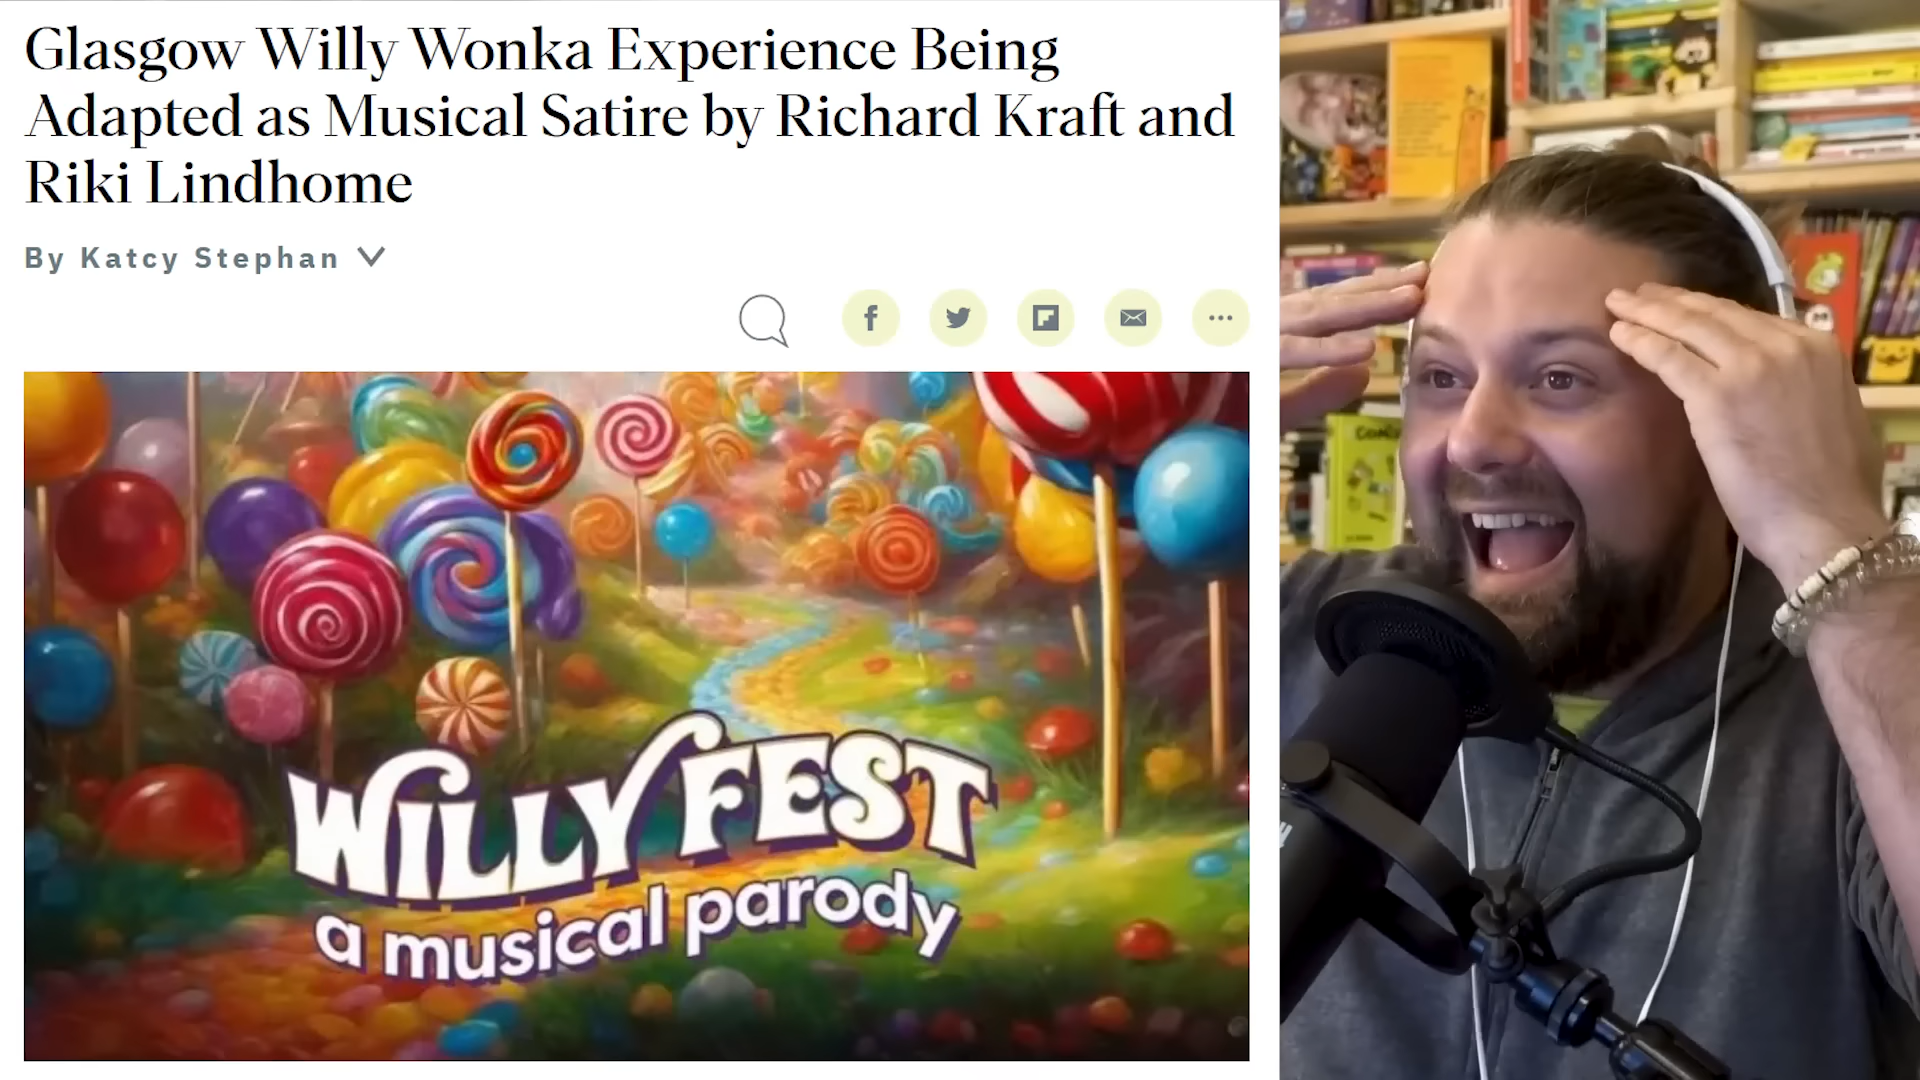 Glasgow Willy Wonka Experience Being
Adapted as Musical Satire by Richard Kraft and
Riki Lindhome
By Katcy Stephan
WILLY FEST
a musical parody